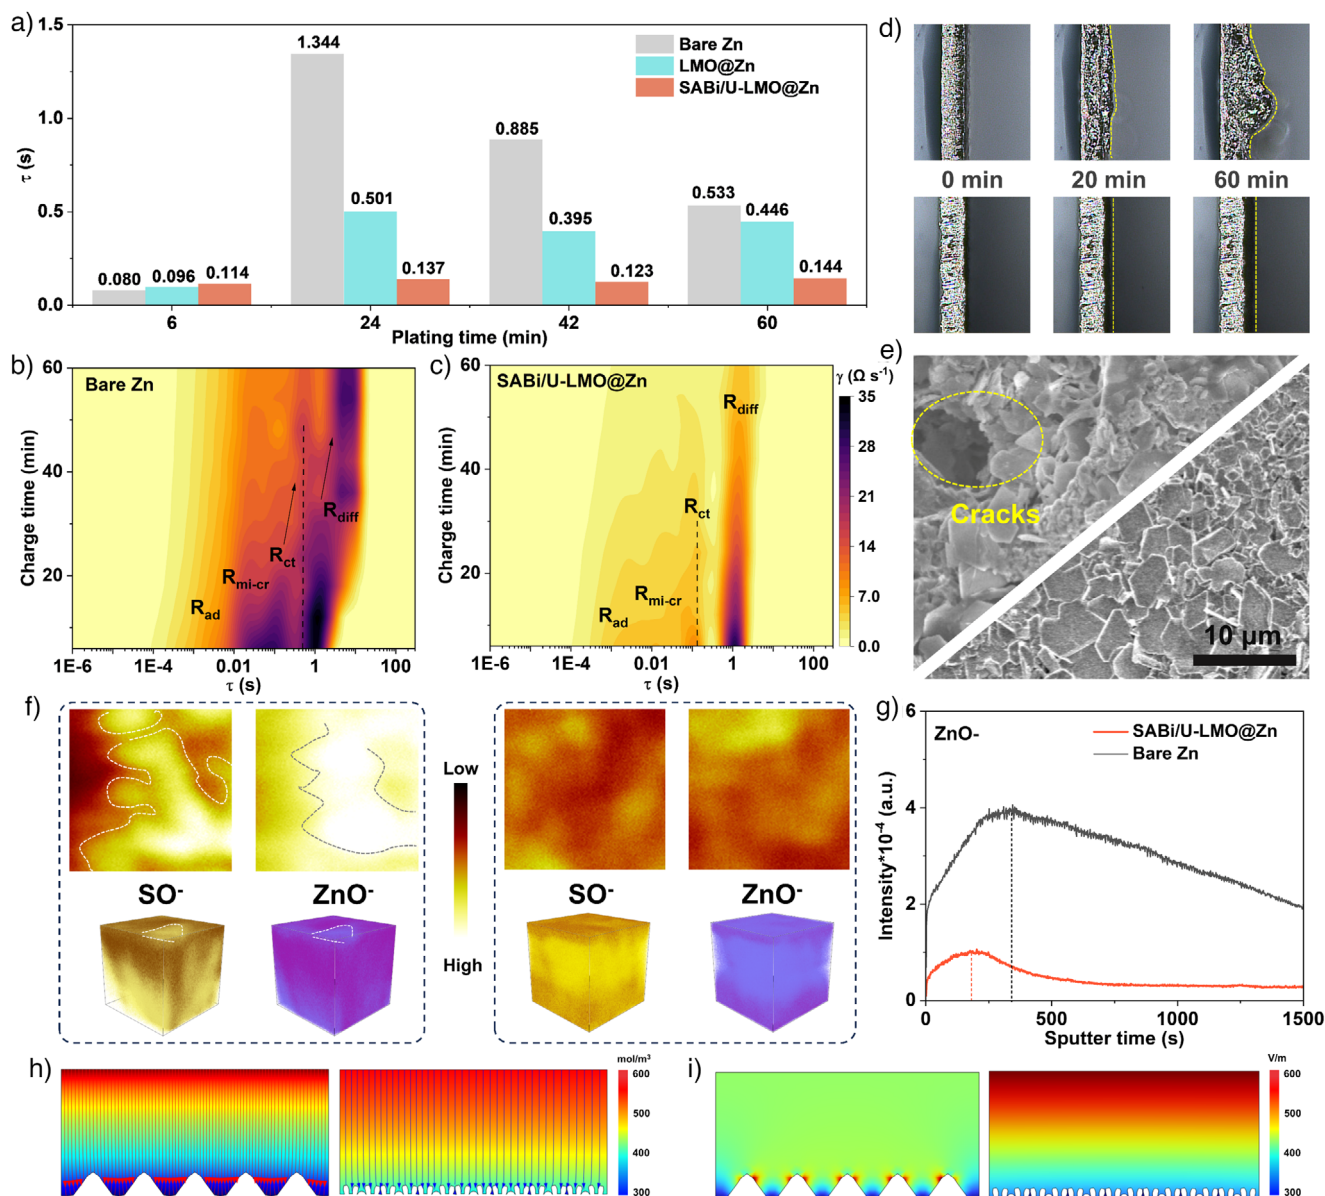 a)
1.5
1.0
0.5
0.0
τ (s)
1.344
0.885
0.533
0.501
0.446
0.395
0.080
0.096
0.114
0.137
0.123
0.144
Bare Zn
LMO@Zn
SABi/U-LMO@Zn
6
24
42
60
Plating time (min)
d)
0 min
20 min
60 min
b)
Bare Zn
60
40
20
Charge time (min)
R_ad
R_mi-cr
R_ct
R_diff
1E-6
1E-4
0.01
1
100
τ (s)
c)
SABi/U-LMO@Zn
60
40
20
Charge time (min)
R_ad
R_mi-cr
R_ct
R_diff
1E-6
1E-4
0.01
1
100
τ (s)
γ (Ω s⁻¹)
35
28
21
14
7.0
0.0
e)
Cracks
10 μm
f)
SO⁻
ZnO⁻
Low
High
SO⁻
ZnO⁻
g)
ZnO-
SABi/U-LMO@Zn
Bare Zn
6
4
2
0
Intensity*10⁻⁴ (a.u.)
0
500
1000
1500
Sputter time (s)
h)
mol/m³
600
500
400
300
i)
V/m
600
500
400
300